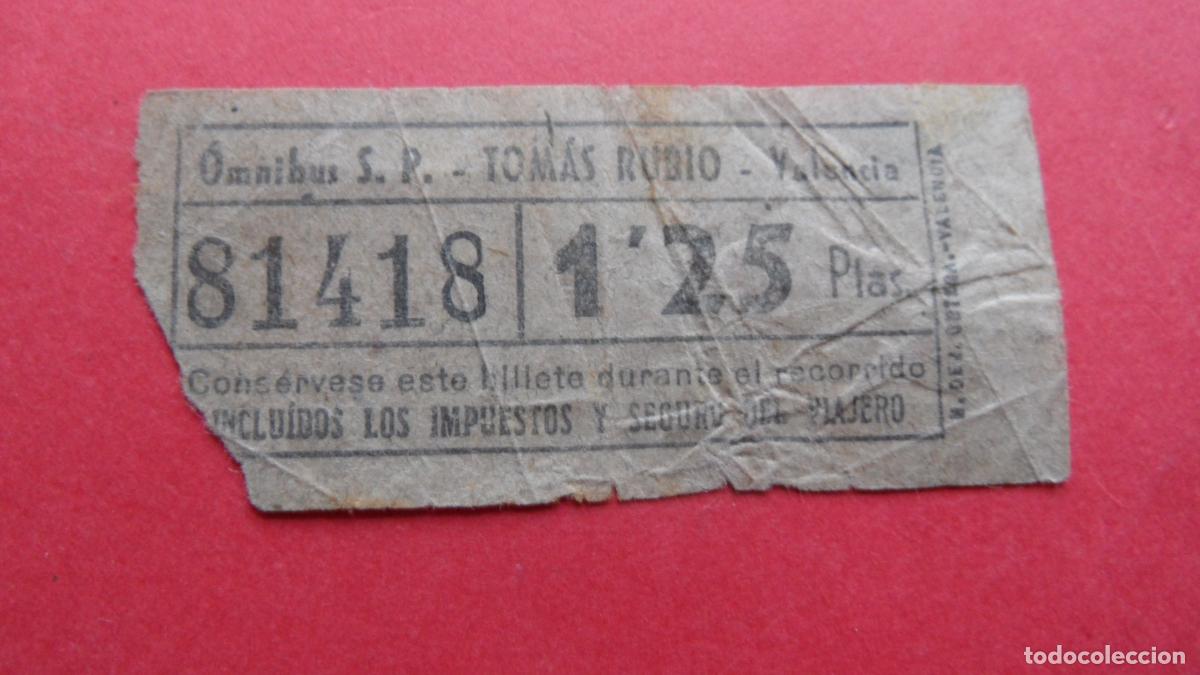 Ómnibus S. R. - TOMÁS RUBIO - Valencia
81418 1'25 Ptas.
Consérvese este billete durante el recorrido
INCLUÍDOS LOS IMPUESTOS Y SEGURO DEL VIAJERO
VALENCIA
todocoleccion